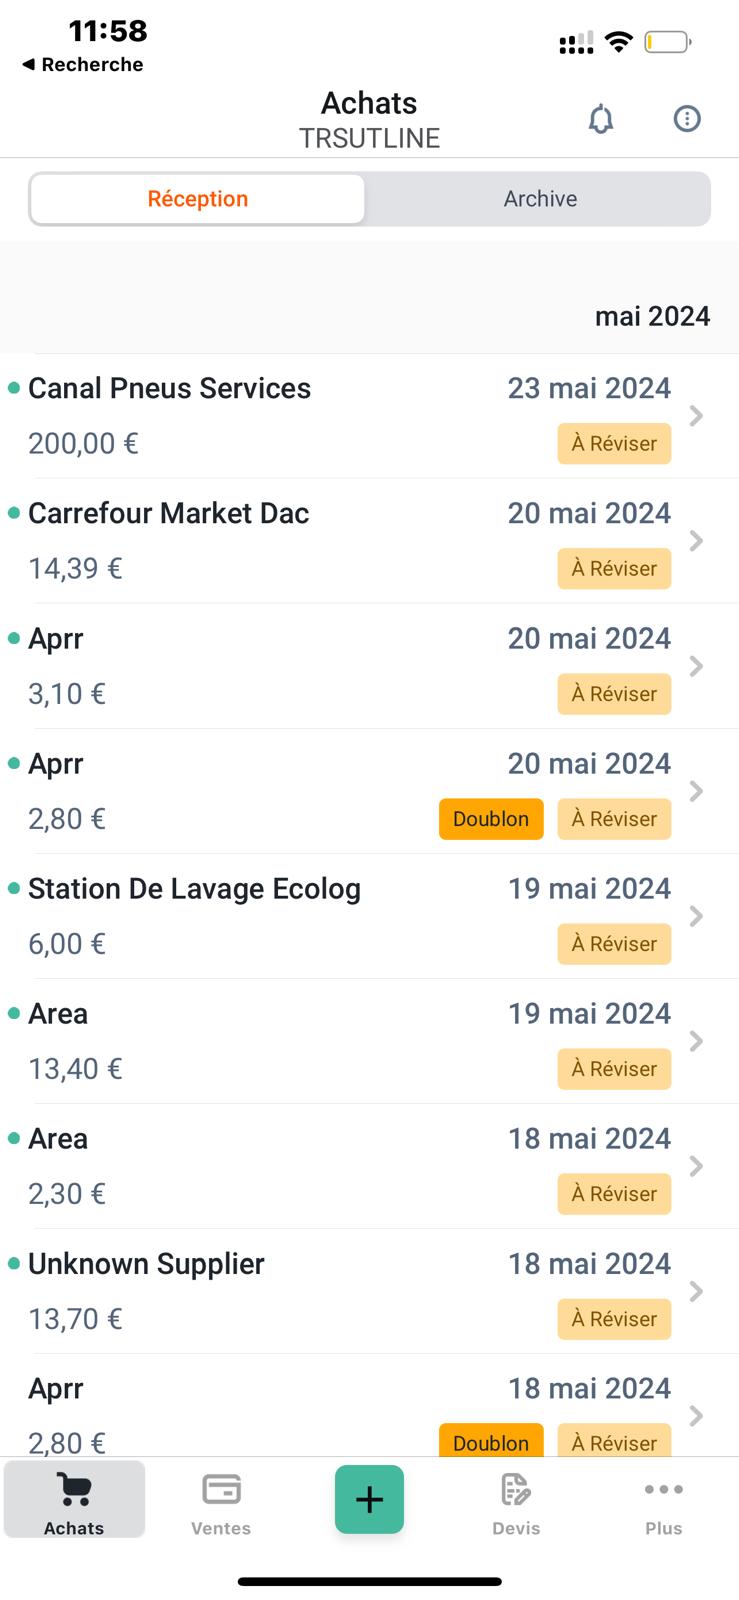 11:58
◀ Recherche
Achats
TRSUTLINE
Réception Archive
mai 2024
Canal Pneus Services 23 mai 2024
200,00 € À Réviser
Carrefour Market Dac 20 mai 2024
14,39 € À Réviser
Aprr 20 mai 2024
3,10 € À Réviser
Aprr 20 mai 2024
2,80 € Doublon À Réviser
Station De Lavage Ecolog 19 mai 2024
6,00 € À Réviser
Area 19 mai 2024
13,40 € À Réviser
Area 18 mai 2024
2,30 € À Réviser
Unknown Supplier 18 mai 2024
13,70 € À Réviser
Aprr 18 mai 2024
2,80 € Doublon À Réviser
Achats Ventes Devis Plus